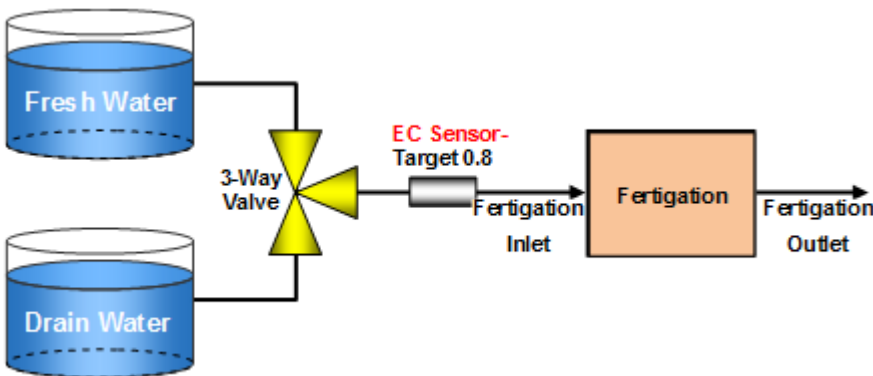 Fresh Water
EC Sensor-
Target 0.8
3-Way
Valve
Fertigation
Inlet
Fertigation
Fertigation
Outlet
Drain Water